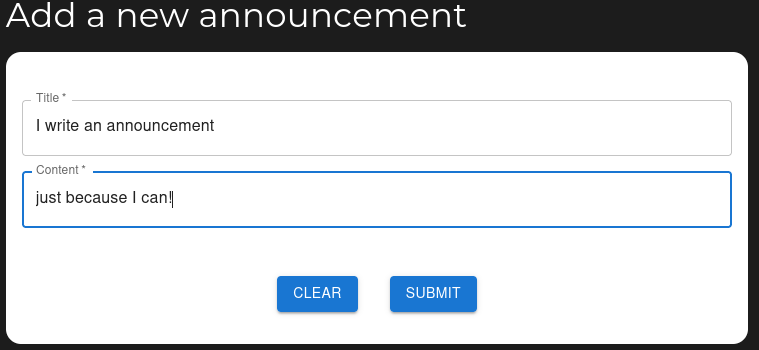 Add a new announcement
Title *
I write an announcement
Content *
just because I can!
CLEAR SUBMIT